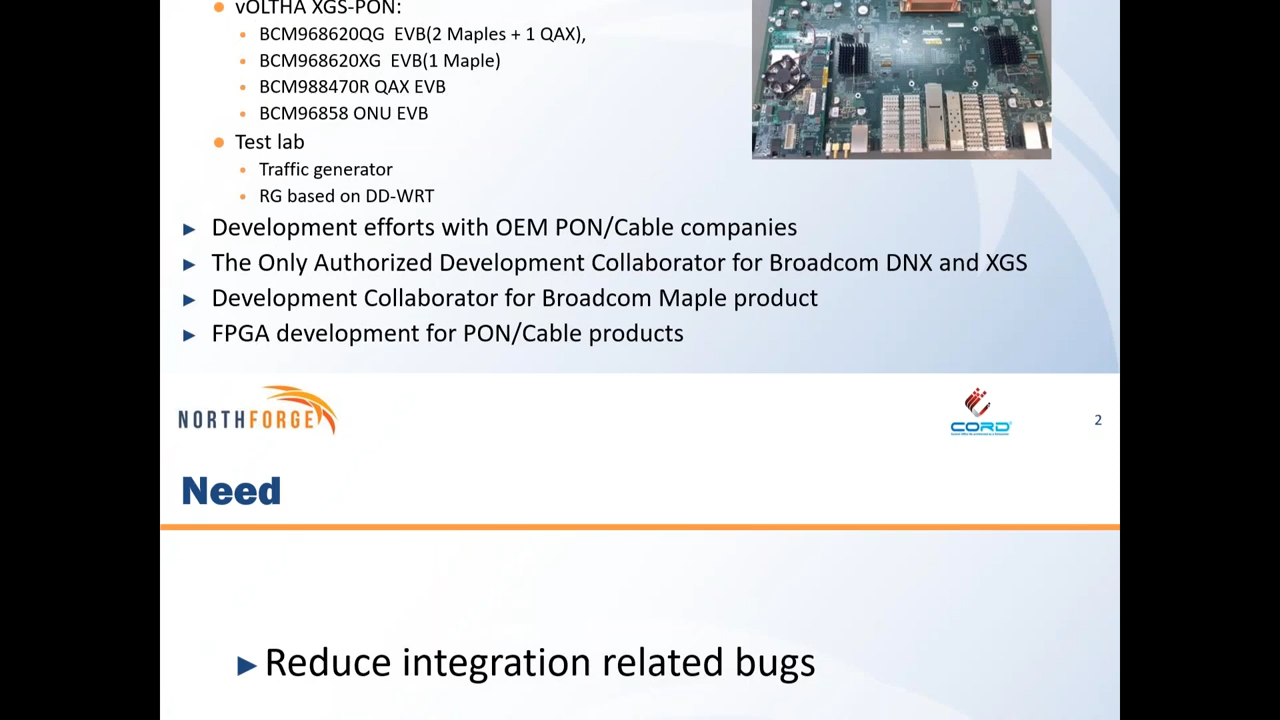 vOLTHA XGS-PON:
BCM968620QG EVB(2 Maples + 1 QAX),
BCM968620XG EVB(1 Maple)
BCM988470R QAX EVB
BCM96858 ONU EVB
Test lab
Traffic generator
RG based on DD-WRT
Development efforts with OEM PON/Cable companies
The Only Authorized Development Collaborator for Broadcom DNX and XGS
Development Collaborator for Broadcom Maple product
FPGA development for PON/Cable products
NORTHFORGE
CORD
2
Need
Reduce integration related bugs